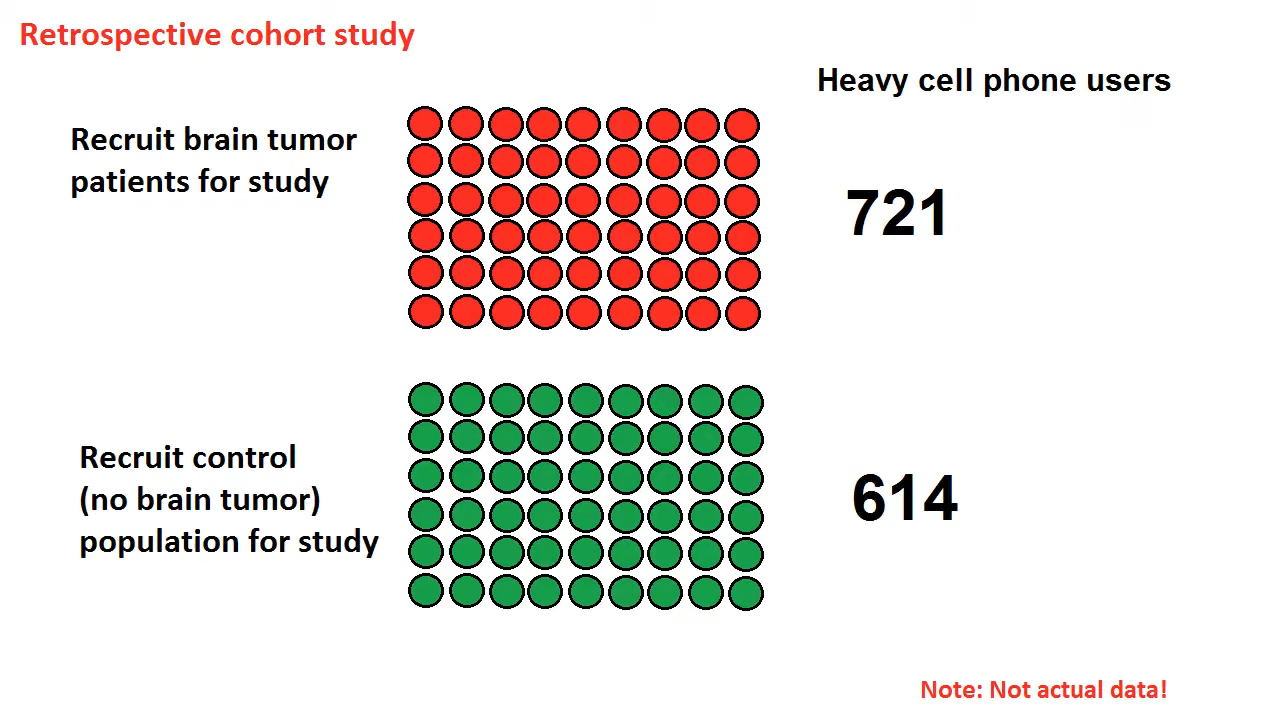 Retrospective cohort study
Heavy cell phone users
Recruit brain tumor
patients for study
721
Recruit control
(no brain tumor)
population for study
614
Note: Not actual data!